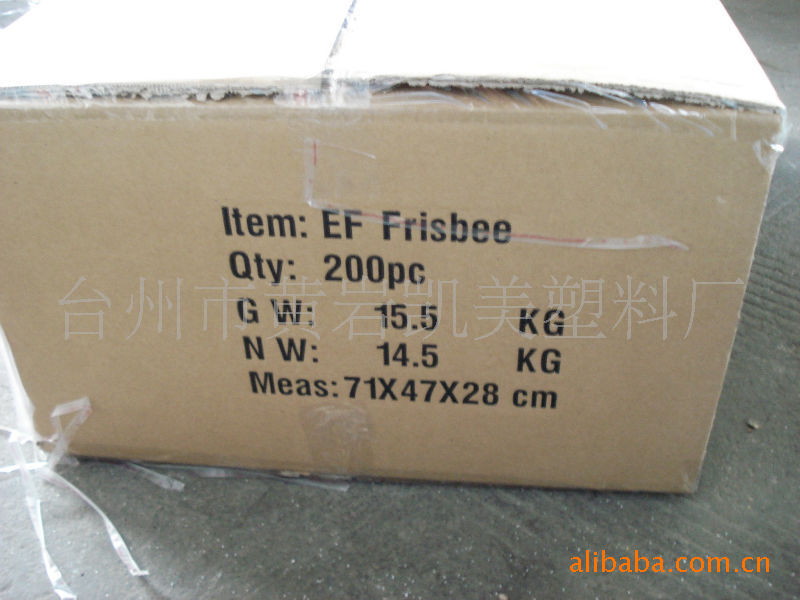 Item: EF Frisbee
Qty: 200pc
台州市黄岩凯美塑料厂
G W: 15.5 KG
N W: 14.5 KG
Meas: 71X47X28 cm
alibaba.com.cn